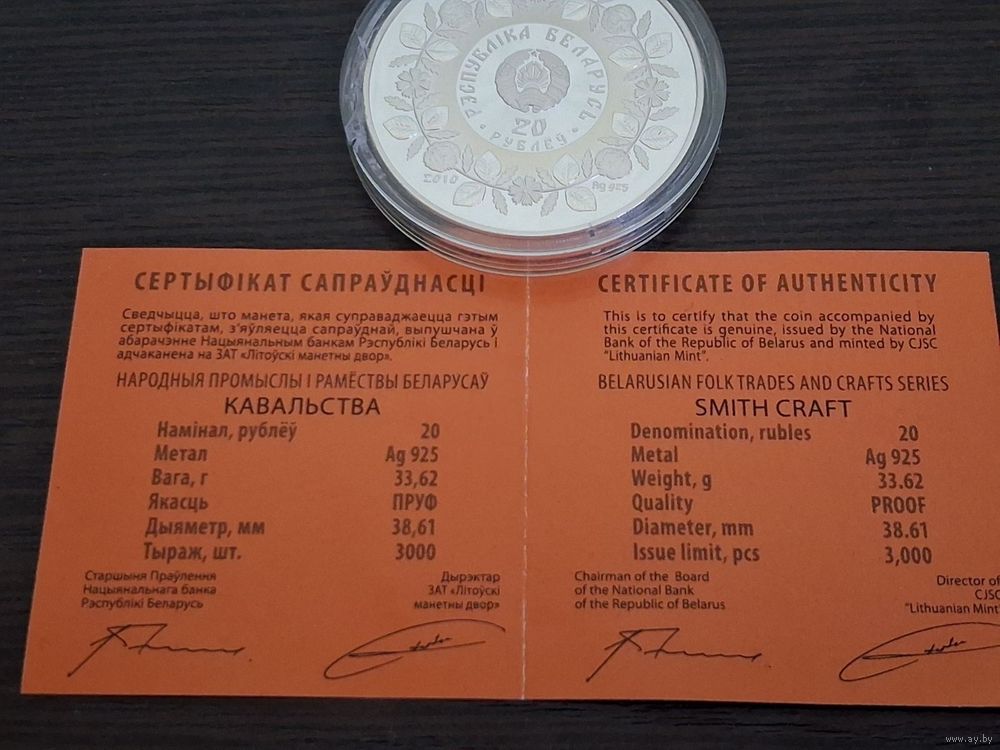 РЭСПУБЛІКА БЕЛАРУСЬ
20
РУБЛЁЎ
2010
Ag 925
СЕРТЫФІКАТ САПРАЎДНАСЦІ
Сведчыцца, што манета, якая суправаджаецца гэтым
сертыфікатам, з'яўляецца сапраўднай, выпушчана ў
абарачэнне Нацыянальным банкам Рэспублікі Беларусь і
адчаканена на ЗАТ «Літоўскі манетны двор».
НАРОДНЫЯ ПРОМЫСЛЫ І РАМЁСТВЫ БЕЛАРУСАЎ
КАВАЛЬСТВА
Намінал, рублёў 20
Метал Ag 925
Вага, г 33,62
Якасць ПРУФ
Дыяметр, мм 38,61
Тыраж, шт. 3000
Старшыня Праўлення
Нацыянальнага банка
Рэспублікі Беларусь
Дырэктар
ЗАТ «Літоўскі
манетны двор»
CERTIFICATE OF AUTHENTICITY
This is to certify that the coin accompanied by
this certificate is genuine, issued by the National
Bank of the Republic of Belarus and minted by CJSC
"Lithuanian Mint".
BELARUSIAN FOLK TRADES AND CRAFTS SERIES
SMITH CRAFT
Denomination, rubles 20
Metal Ag 925
Weight, g 33.62
Quality PROOF
Diameter, mm 38.61
Issue limit, pcs 3,000
Chairman of the Board
of the National Bank
of the Republic of Belarus
Director of
CJSC
"Lithuanian Mint"
www.ay.by